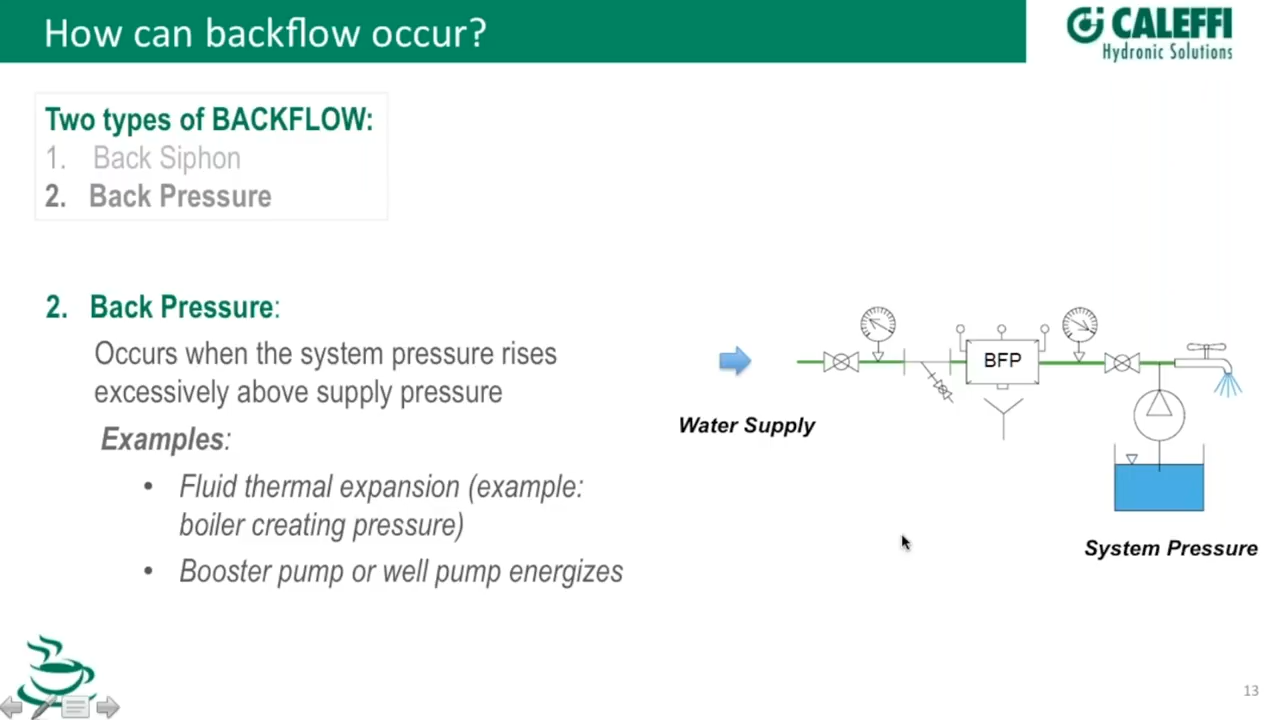 How can backflow occur?
CALEFFI
Hydronic Solutions
Two types of BACKFLOW:
1. Back Siphon
2. Back Pressure
2. Back Pressure:
Occurs when the system pressure rises
excessively above supply pressure
Examples:
• Fluid thermal expansion (example:
boiler creating pressure)
• Booster pump or well pump energizes
BFP
Water Supply
System Pressure
13